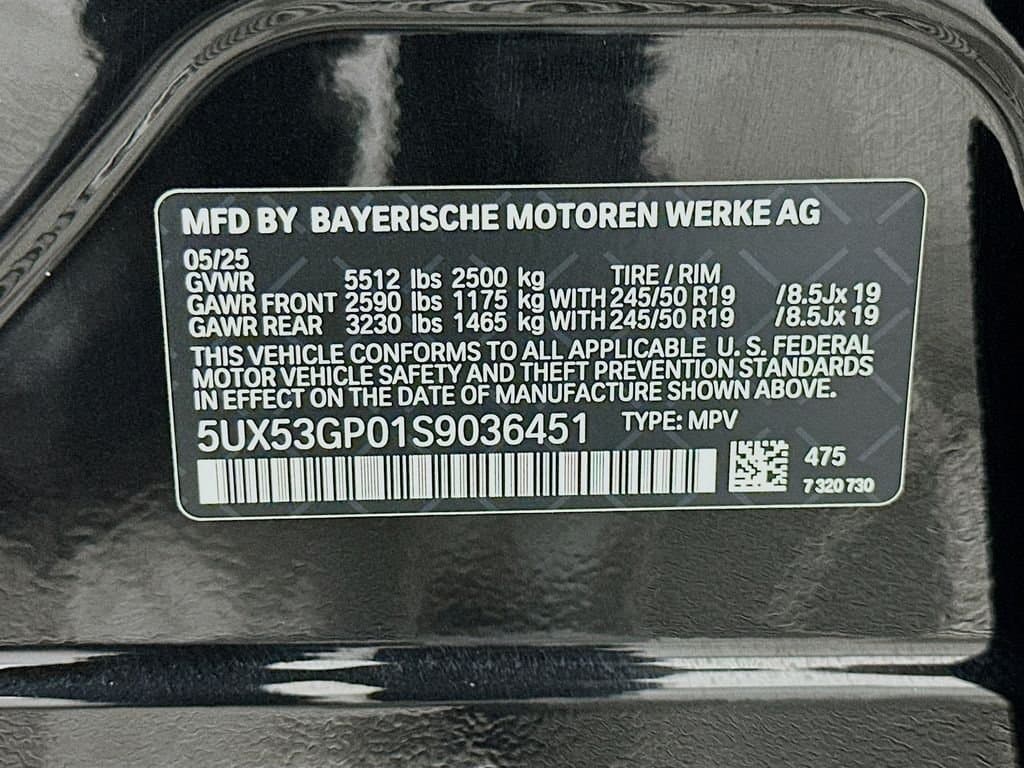 MFD BY BAYERISCHE MOTOREN WERKE AG
05/25
GVWR 5512 lbs 2500 kg TIRE / RIM
GAWR FRONT 2590 lbs 1175 kg WITH 245/50 R19 /8.5Jx 19
GAWR REAR 3230 lbs 1465 kg WITH 245/50 R19 /8.5Jx 19
THIS VEHICLE CONFORMS TO ALL APPLICABLE U. S. FEDERAL
MOTOR VEHICLE SAFETY AND THEFT PREVENTION STANDARDS
IN EFFECT ON THE DATE OF MANUFACTURE SHOWN ABOVE.
5UX53GP01S9036451 TYPE: MPV
475
7 320 730